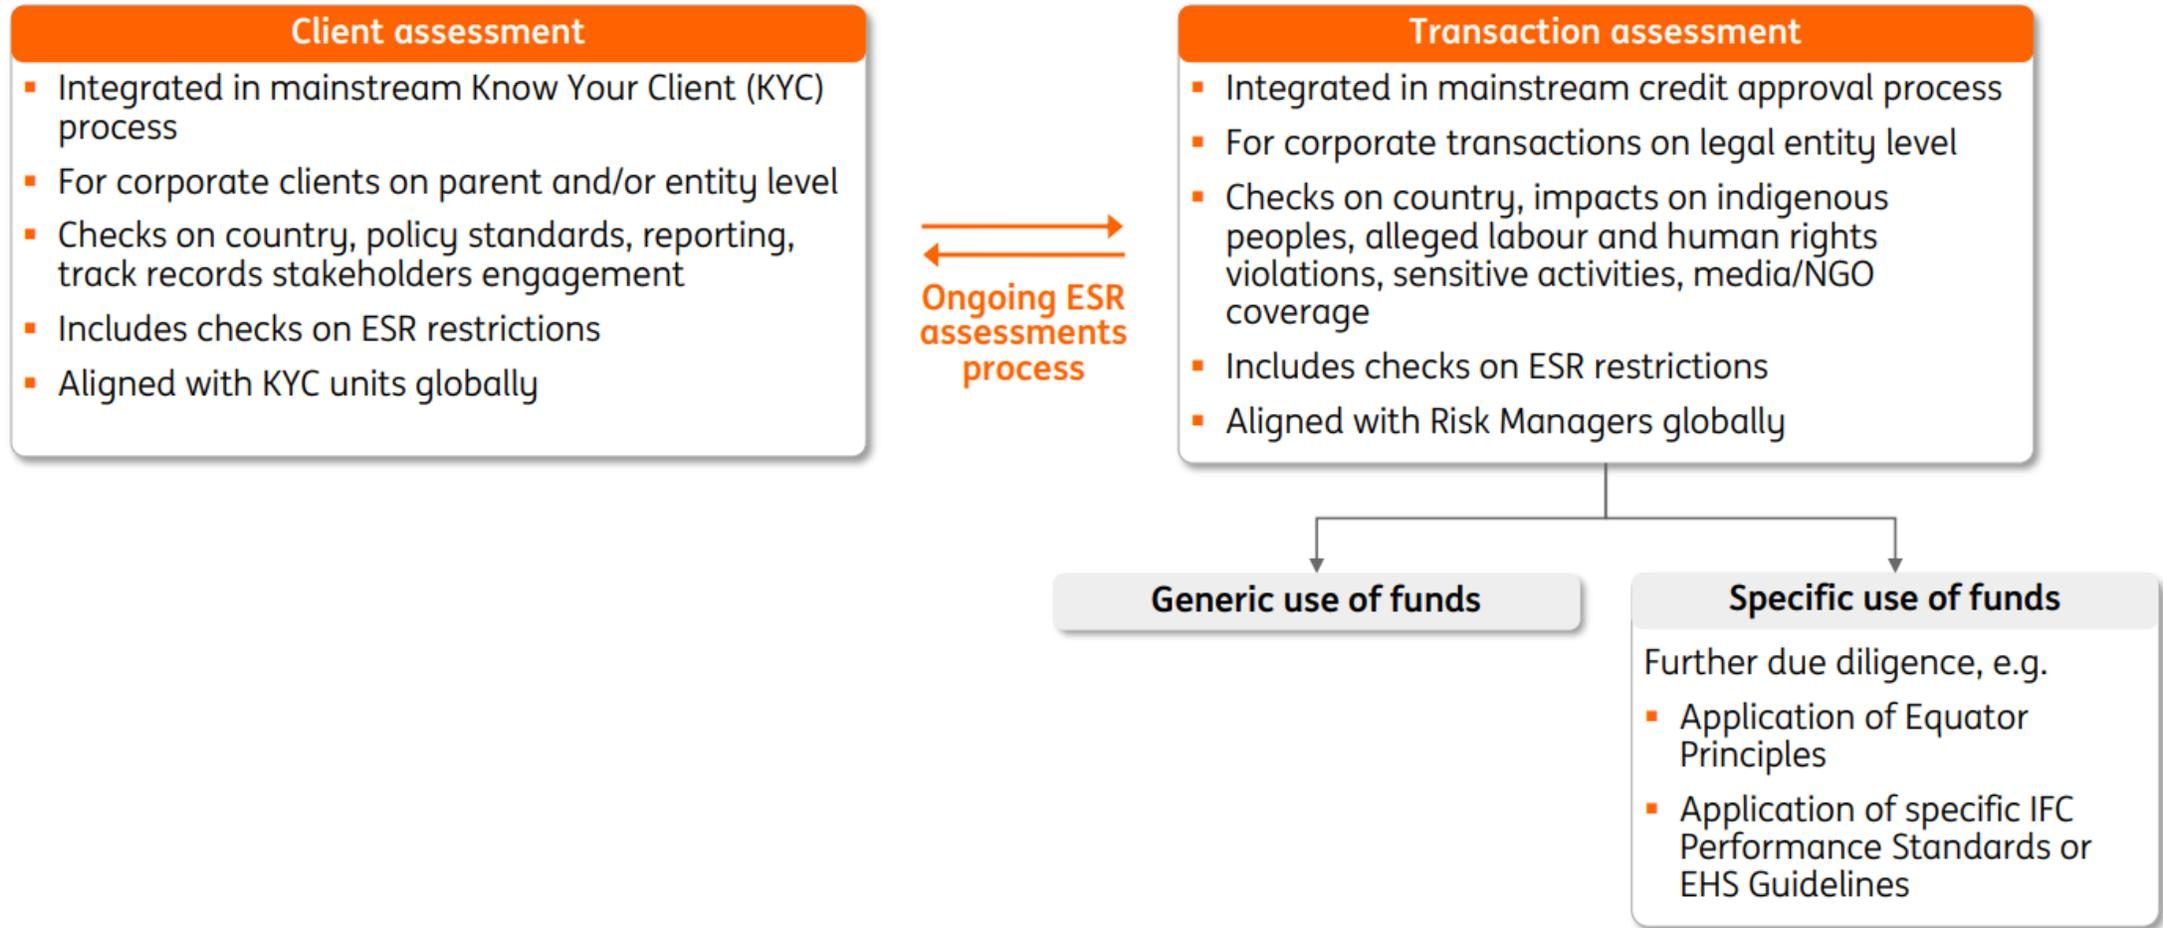 Client assessment
▪ Integrated in mainstream Know Your Client (KYC)
process
▪ For corporate clients on parent and/or entity level
▪ Checks on country, policy standards, reporting,
track records stakeholders engagement
▪ Includes checks on ESR restrictions
▪ Aligned with KYC units globally
Ongoing ESR
assessments
process
Transaction assessment
▪ Integrated in mainstream credit approval process
▪ For corporate transactions on legal entity level
▪ Checks on country, impacts on indigenous
peoples, alleged labour and human rights
violations, sensitive activities, media/NGO
coverage
▪ Includes checks on ESR restrictions
▪ Aligned with Risk Managers globally
Generic use of funds
Specific use of funds
Further due diligence, e.g.
▪ Application of Equator
Principles
▪ Application of specific IFC
Performance Standards or
EHS Guidelines